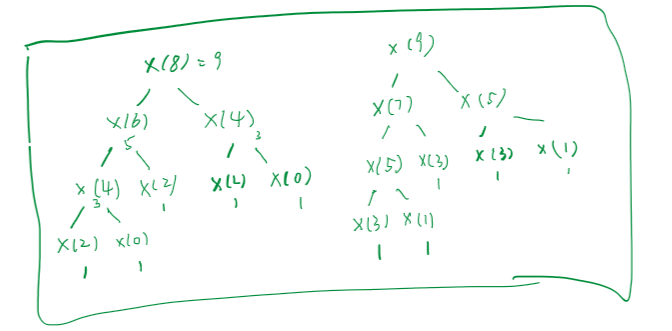 x(8) = 9
x(9)
x(6) x(4)
5 3
x(7) x(5)
x(4) x(2) x(2) x(0)
3 1 1 1
x(5) x(3) x(3) x(1)
1 1 1
x(2) x(0)
1 1
x(3) x(1)
1 1